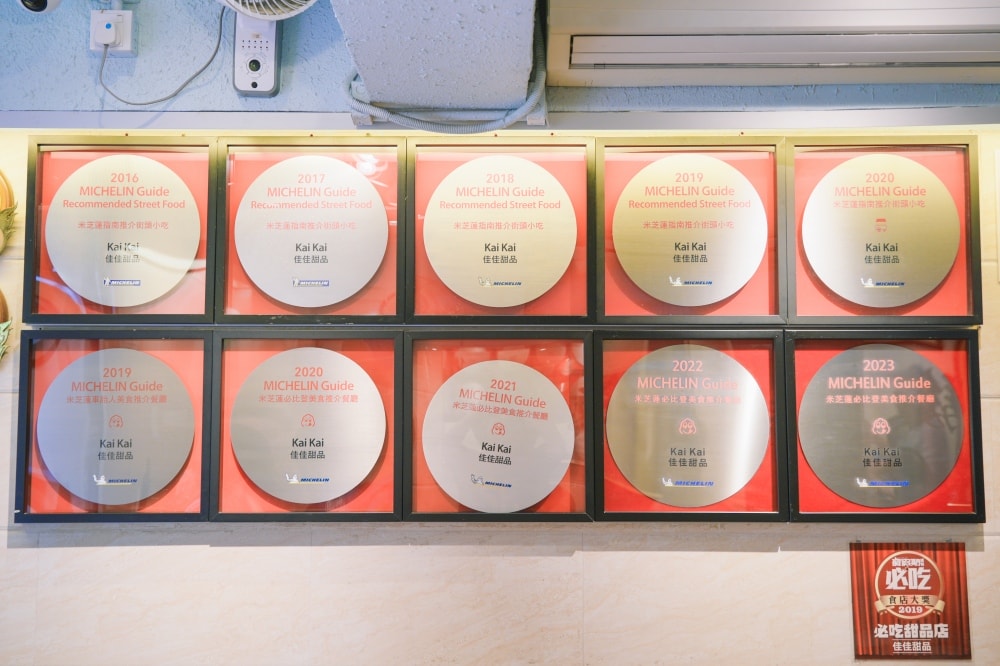 2016
MICHELIN Guide
Recommended Street Food
米芝蓮指南推介街頭小吃
Kai Kai
佳佳甜品
MICHELIN
2017
MICHELIN Guide
Recommended Street Food
米芝蓮指南推介街頭小吃
Kai Kai
佳佳甜品
MICHELIN
2018
MICHELIN Guide
Recommended Street Food
米芝蓮指南推介街頭小吃
Kai Kai
佳佳甜品
MICHELIN
2019
MICHELIN Guide
Recommended Street Food
米芝蓮指南推介街頭小吃
Kai Kai
佳佳甜品
MICHELIN
2020
MICHELIN Guide
米芝蓮指南推介街頭小吃
Kai Kai
佳佳甜品
MICHELIN
2019
MICHELIN Guide
米芝蓮車胎人美食推介餐廳
Kai Kai
佳佳甜品
MICHELIN
2020
MICHELIN Guide
米芝蓮必比登美食推介餐廳
Kai Kai
佳佳甜品
MICHELIN
2021
MICHELIN Guide
米芝蓮必比登美食推介餐廳
Kai Kai
佳佳甜品
MICHELIN
2022
MICHELIN Guide
米芝蓮必比登美食推介餐廳
Kai Kai
佳佳甜品
MICHELIN
2023
MICHELIN Guide
米芝蓮必比登美食推介餐廳
Kai Kai
佳佳甜品
MICHELIN
必吃
食店大獎
2019
必吃甜品店
佳佳甜品